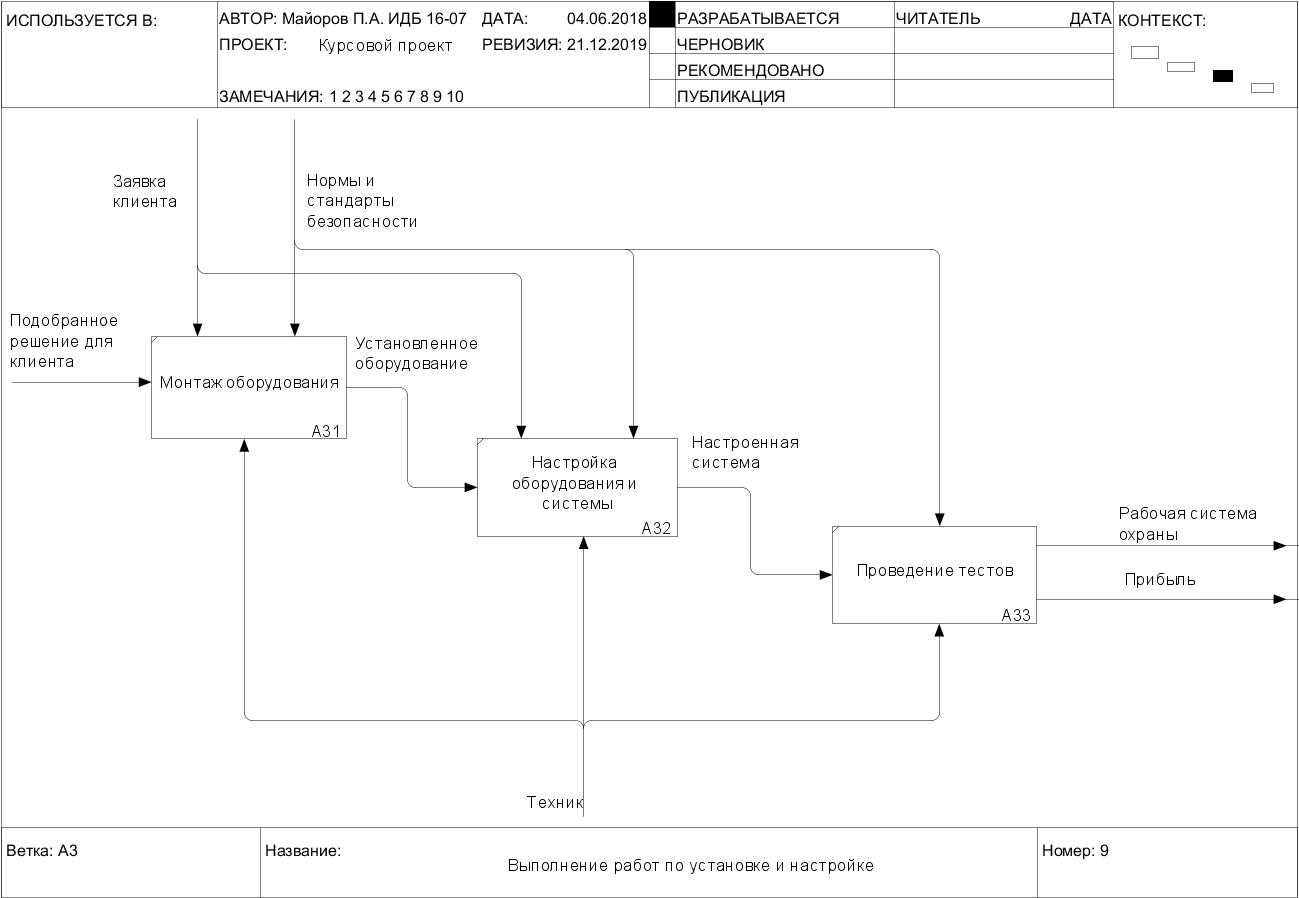 ИСПОЛЬЗУЕТСЯ В:
АВТОР: Майоров П.А. ИДБ 16-07 ДАТА: 04.06.2018
ПРОЕКТ: Курсовой проект РЕВИЗИЯ: 21.12.2019
ЗАМЕЧАНИЯ: 1 2 3 4 5 6 7 8 9 10
РАЗРАБАТЫВАЕТСЯ
ЧЕРНОВИК
РЕКОМЕНДОВАНО
ПУБЛИКАЦИЯ
ЧИТАТЕЛЬ ДАТА
КОНТЕКСТ:
Заявка
клиента
Нормы и
стандарты
безопасности
Подобранное
решение для
клиента
Монтаж оборудования
A31
Установленное
оборудование
Настройка
оборудования и
системы
A32
Настроенная
система
Проведение тестов
A33
Рабочая система
охраны
Прибыль
Техник
Ветка: A3
Название:
Выполнение работ по установке и настройке
Номер: 9